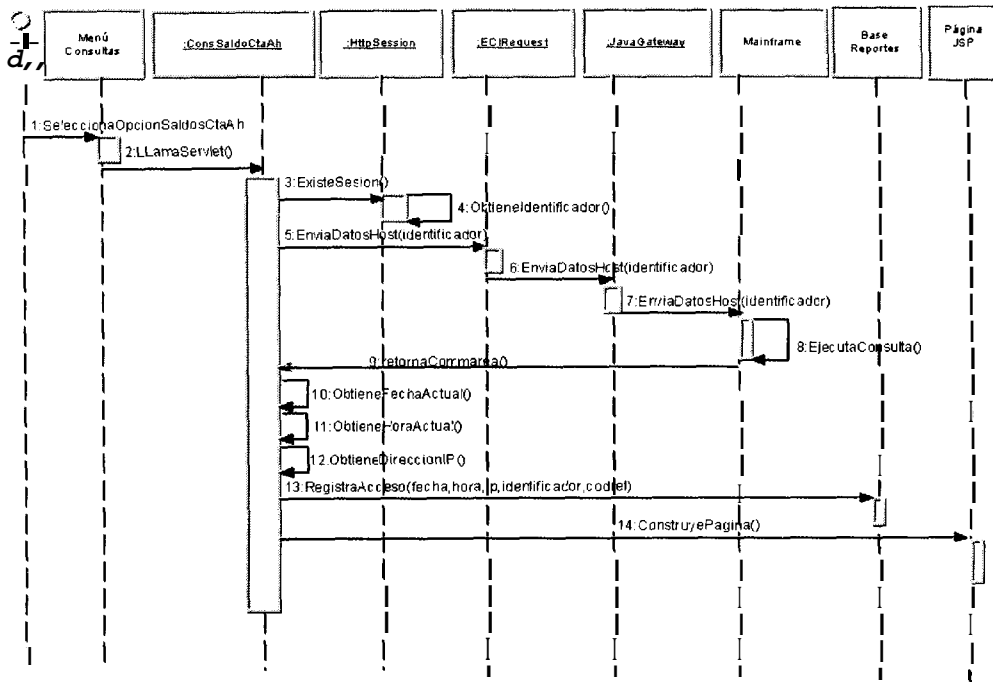 Menú
Consultas
:ConsSaldoCtaAh
:HttpSession
:ECIRequest
:JavaGateway
Mainframe
Base
Reportes
Página
JSP
1:SeleccionaOpcionSaldosCtaAh
2:LLamaServlet()
3:ExisteSesion()
4:ObtieneIdentificador()
5:EnviaDatosHost(identificador)
6:EnviaDatosHost(identificador)
7:EnviaDatosHost(identificador)
8:EjecutaConsulta()
9:retornaCommarea()
10:ObtieneFechaActual()
11:ObtieneHoraActual()
12:ObtieneDireccionIP()
13:RegistraAcceso(fecha,hora,ip,identificador,codret)
14:ConstruyePagina()